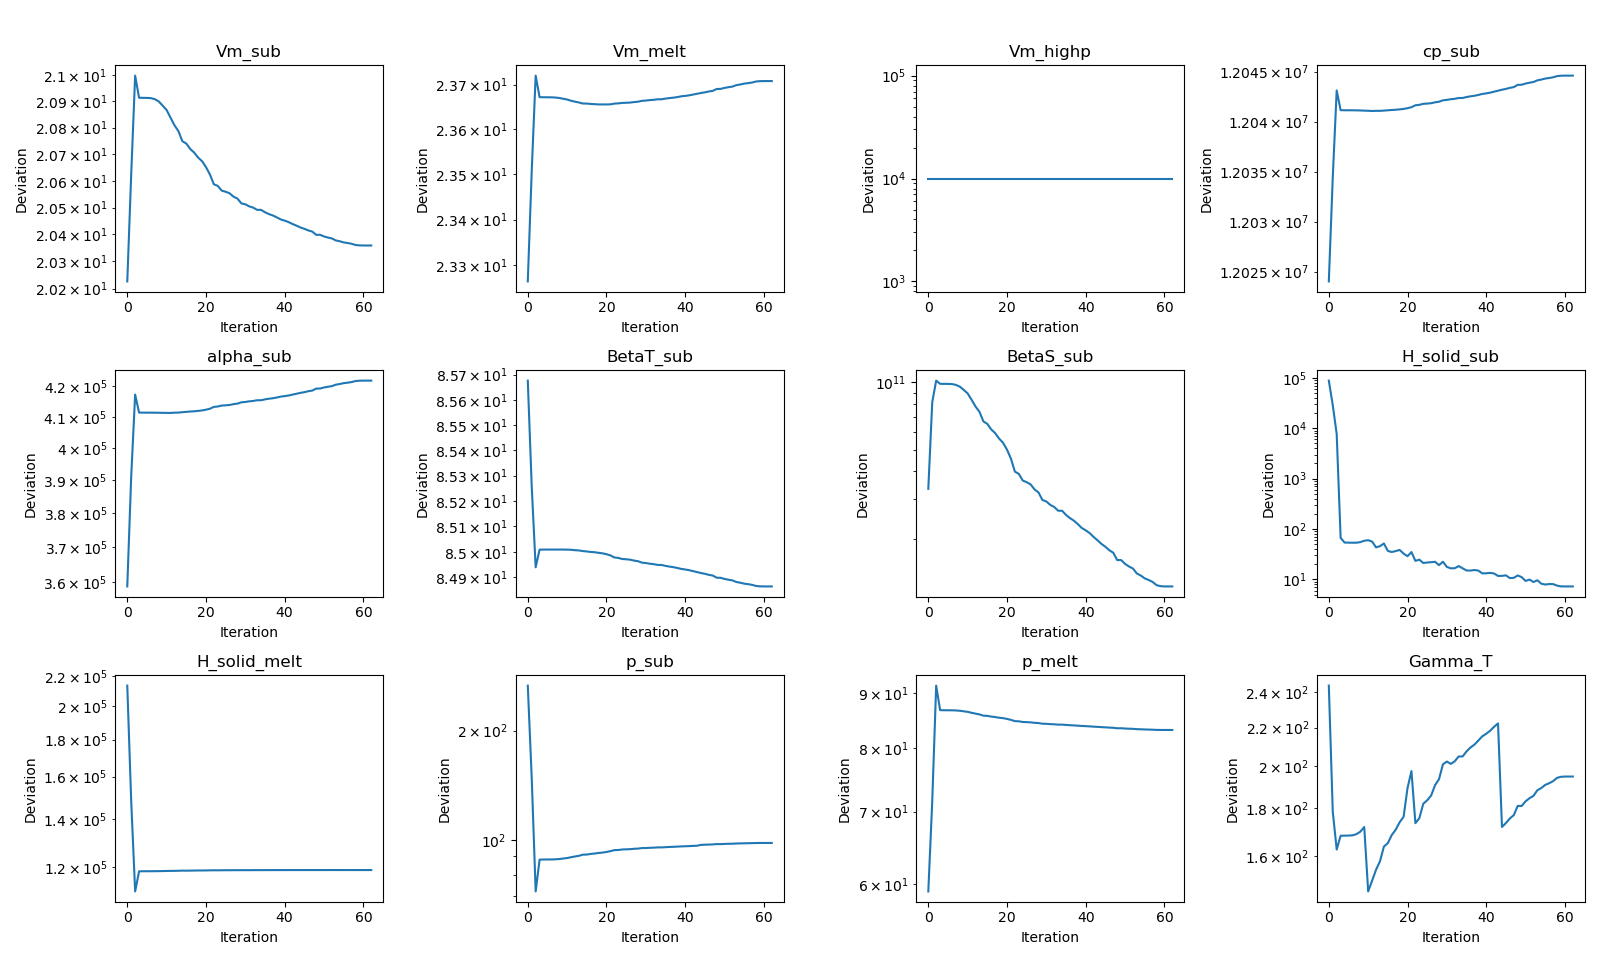 Vm_sub
2.1 × 10¹
2.09 × 10¹
2.08 × 10¹
2.07 × 10¹
2.06 × 10¹
2.05 × 10¹
2.04 × 10¹
2.03 × 10¹
2.02 × 10¹
Deviation
0 20 40 60
Iteration
Vm_melt
2.37 × 10¹
2.36 × 10¹
2.35 × 10¹
2.34 × 10¹
2.33 × 10¹
Deviation
0 20 40 60
Iteration
Vm_highp
10⁵
10⁴
10³
Deviation
0 20 40 60
Iteration
cp_sub
1.2045 × 10⁷
1.204 × 10⁷
1.2035 × 10⁷
1.203 × 10⁷
1.2025 × 10⁷
Deviation
0 20 40 60
Iteration
alpha_sub
4.2 × 10⁵
4.1 × 10⁵
4 × 10⁵
3.9 × 10⁵
3.8 × 10⁵
3.7 × 10⁵
3.6 × 10⁵
Deviation
0 20 40 60
Iteration
BetaT_sub
8.57 × 10¹
8.56 × 10¹
8.55 × 10¹
8.54 × 10¹
8.53 × 10¹
8.52 × 10¹
8.51 × 10¹
8.5 × 10¹
8.49 × 10¹
Deviation
0 20 40 60
Iteration
BetaS_sub
10¹¹
Deviation
0 20 40 60
Iteration
H_solid_sub
10⁵
10⁴
10³
10²
10¹
Deviation
0 20 40 60
Iteration
H_solid_melt
2.2 × 10⁵
2 × 10⁵
1.8 × 10⁵
1.6 × 10⁵
1.4 × 10⁵
1.2 × 10⁵
Deviation
0 20 40 60
Iteration
p_sub
2 × 10²
10²
Deviation
0 20 40 60
Iteration
p_melt
9 × 10¹
8 × 10¹
7 × 10¹
6 × 10¹
Deviation
0 20 40 60
Iteration
Gamma_T
2.4 × 10²
2.2 × 10²
2 × 10²
1.8 × 10²
1.6 × 10²
Deviation
0 20 40 60
Iteration